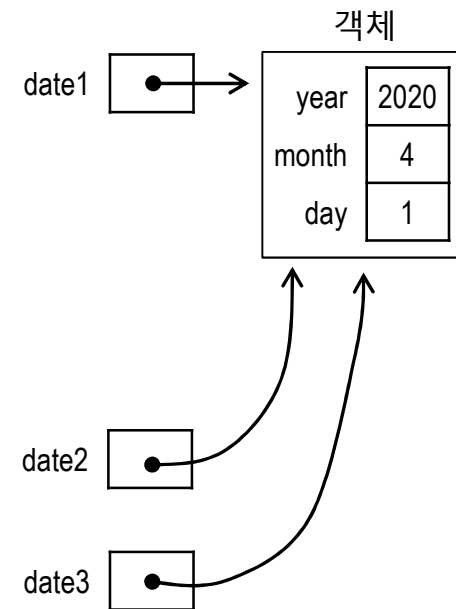 객체
date1
year 2020
month 4
day 1
date2
date3